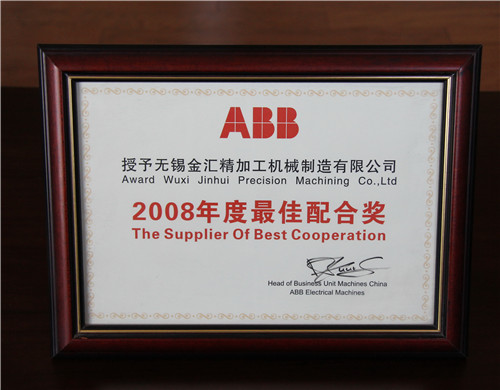 ABB
授予无锡金汇精加工机械制造有限公司
Award Wuxi Jinhui Precision Machining Co.,Ltd
2008年度最佳配合奖
The Supplier Of Best Cooperation
Head of Business Unit Machines China
ABB Electrical Machines